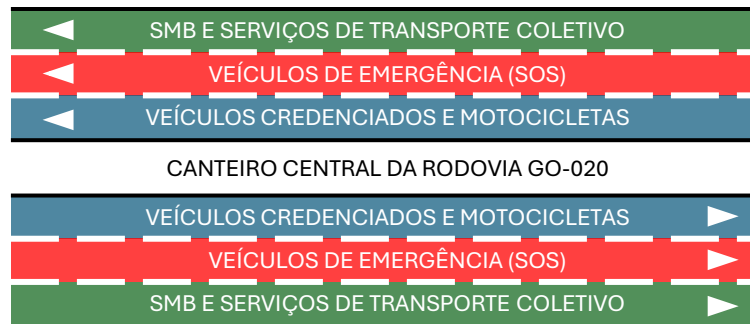 SMB E SERVIÇOS DE TRANSPORTE COLETIVO
VEÍCULOS DE EMERGÊNCIA (SOS)
VEÍCULOS CREDENCIADOS E MOTOCICLETAS
CANTEIRO CENTRAL DA RODOVIA GO-020
VEÍCULOS CREDENCIADOS E MOTOCICLETAS
VEÍCULOS DE EMERGÊNCIA (SOS)
SMB E SERVIÇOS DE TRANSPORTE COLETIVO